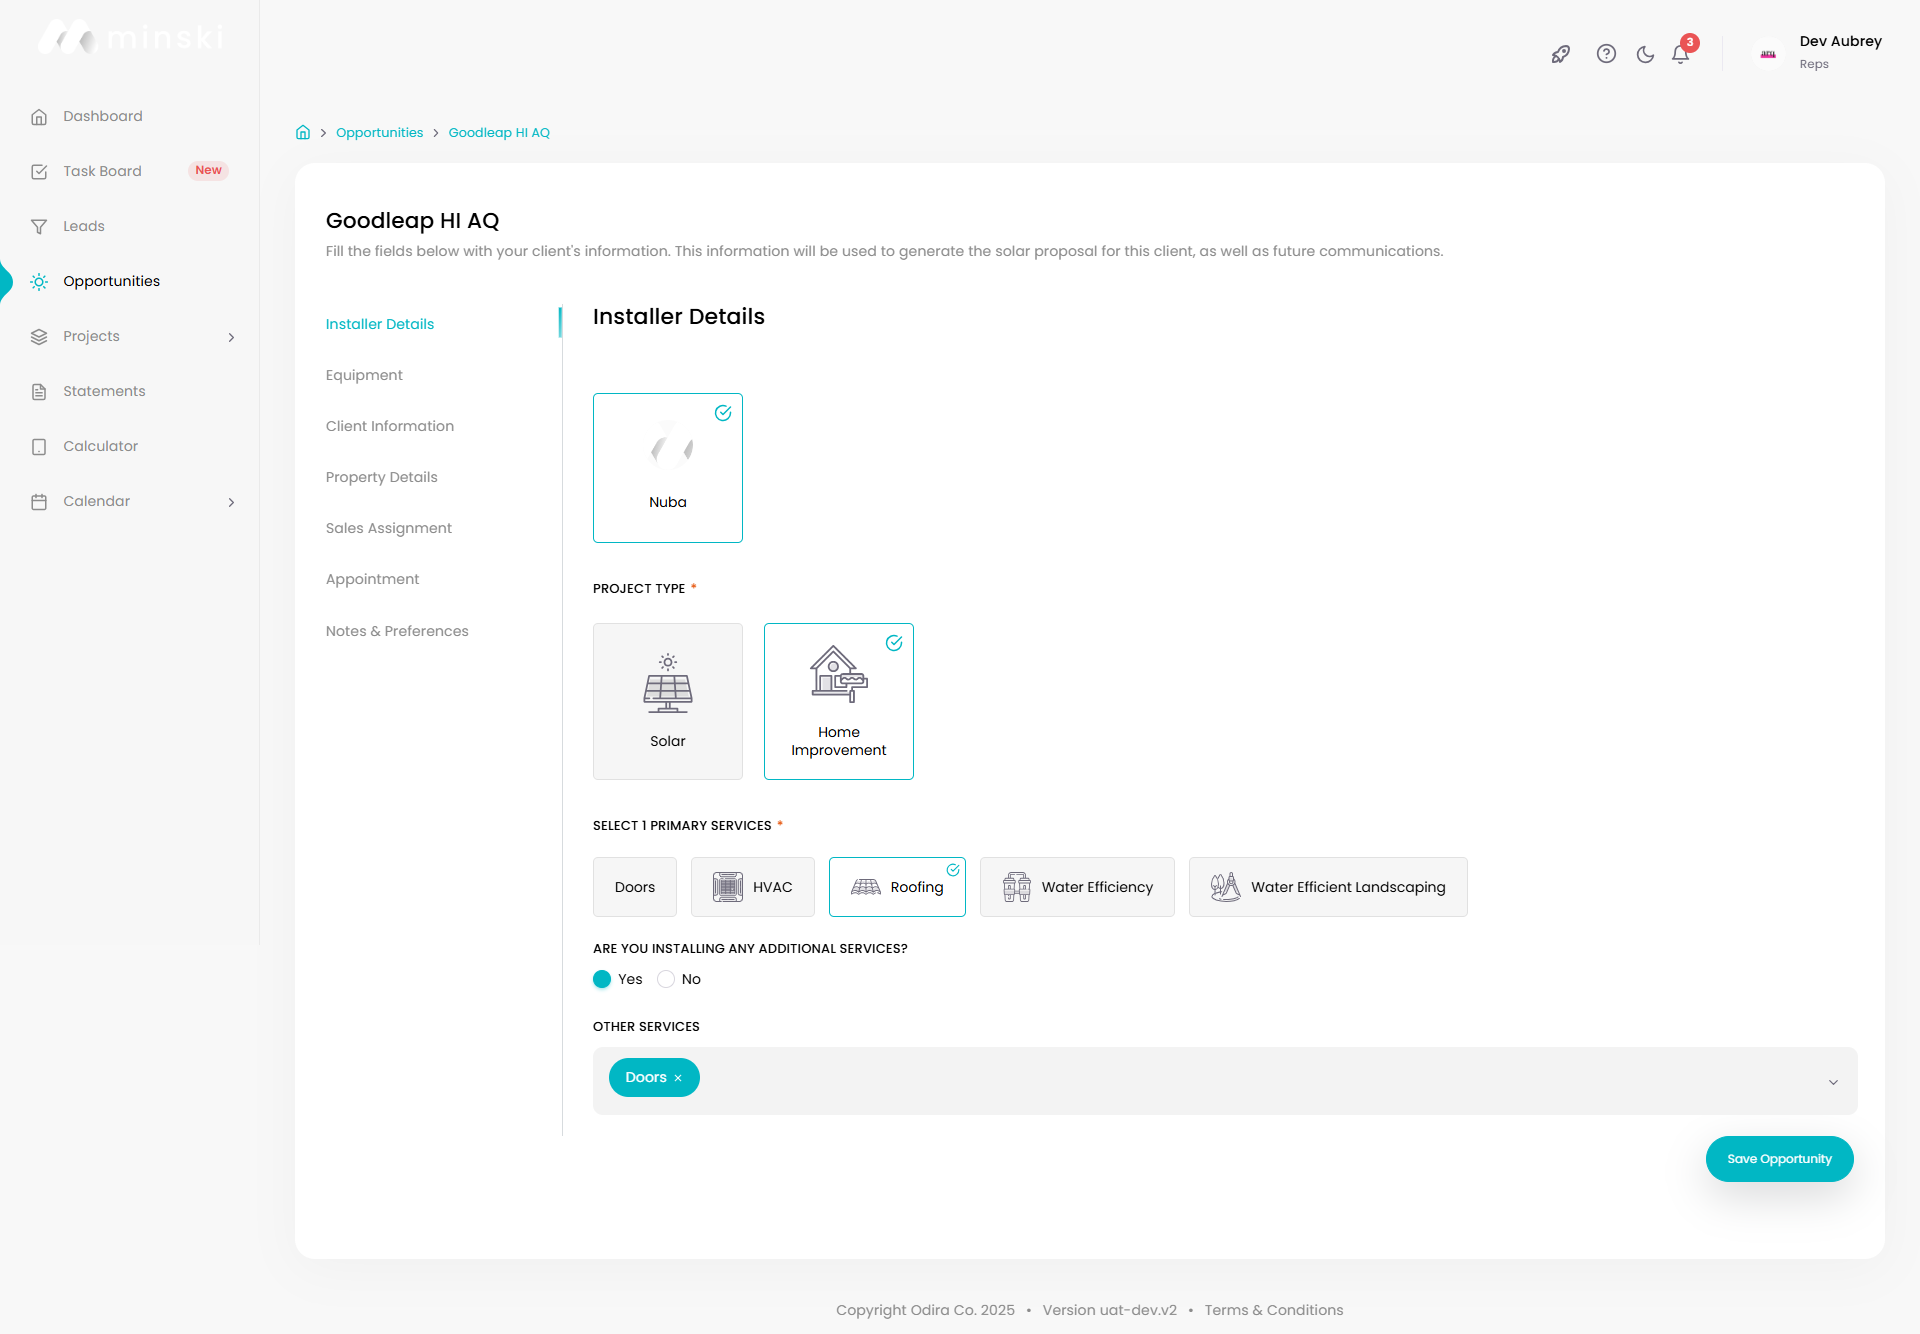 minski
Dashboard
Task Board New
Leads
Opportunities
Projects
Statements
Calculator
Calendar
3
Dev Aubrey
Reps
Opportunities > Goodleap HI AQ
Goodleap HI AQ
Fill the fields below with your client's information. This information will be used to generate the solar proposal for this client, as well as future communications.
Installer Details
Equipment
Client Information
Property Details
Sales Assignment
Appointment
Notes & Preferences
Installer Details
Nuba
PROJECT TYPE *
Solar
Home
Improvement
SELECT 1 PRIMARY SERVICES *
Doors HVAC Roofing Water Efficiency Water Efficient Landscaping
ARE YOU INSTALLING ANY ADDITIONAL SERVICES?
Yes No
OTHER SERVICES
Doors ×
Save Opportunity
Copyright Odira Co. 2025 • Version uat-dev.v2 • Terms & Conditions